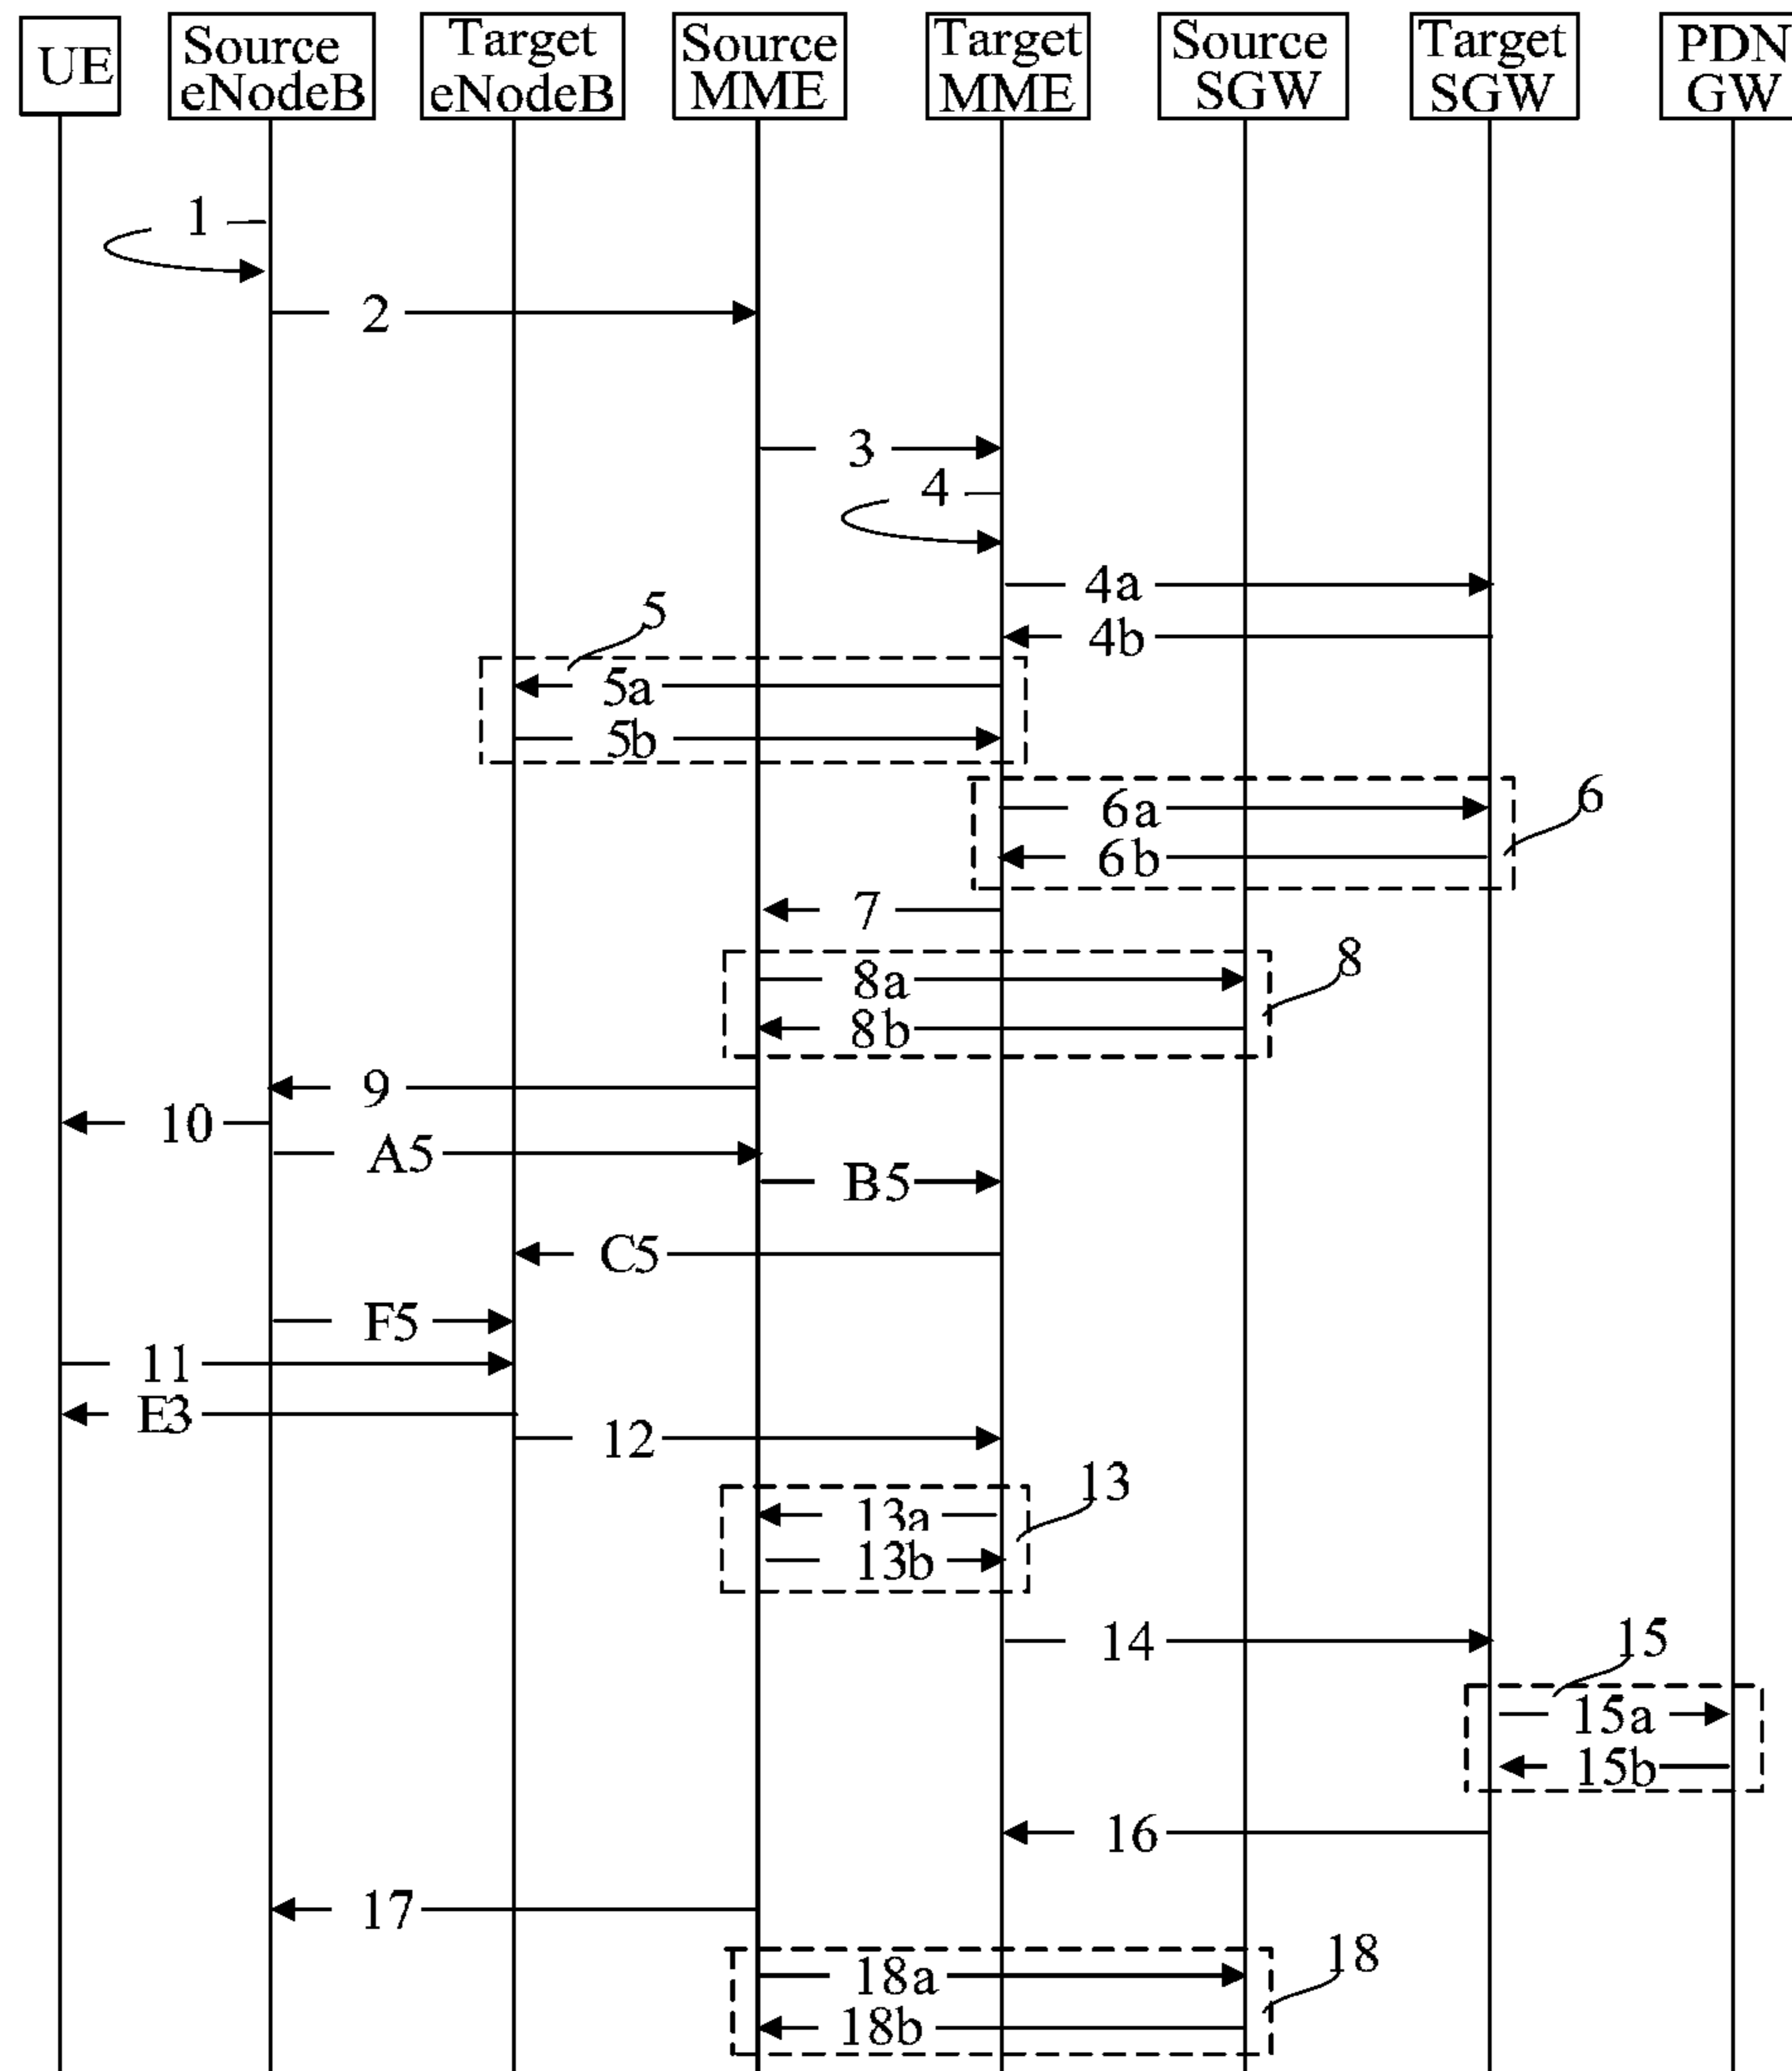 UE
Source
eNodeB
Target
eNodeB
Source
MME
Target
MME
Source
SGW
Target
SGW
PDN
GW
1
2
3
4
4a
4b
5
5a
5b
6
6a
6b
7
8
8a
8b
9
10
A5
B5
C5
F5
11
E3
12
13
13a
13b
14
15
15a
15b
16
17
18
18a
18b